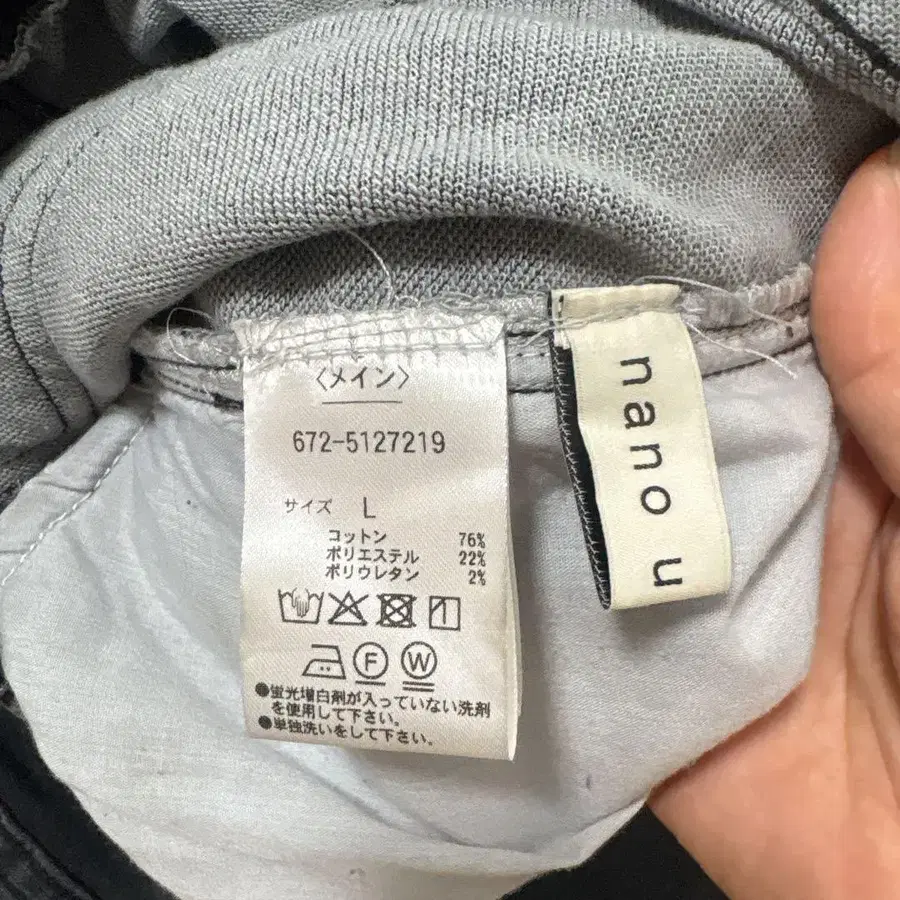 〈メイン〉
672-5127219
サイズ L
コットン 76%
ポリエステル 22%
ポリウレタン 2%
F W
●蛍光増白剤が入っていない洗剤
を使用して下さい。
●単独洗いをして下さい。
nano u